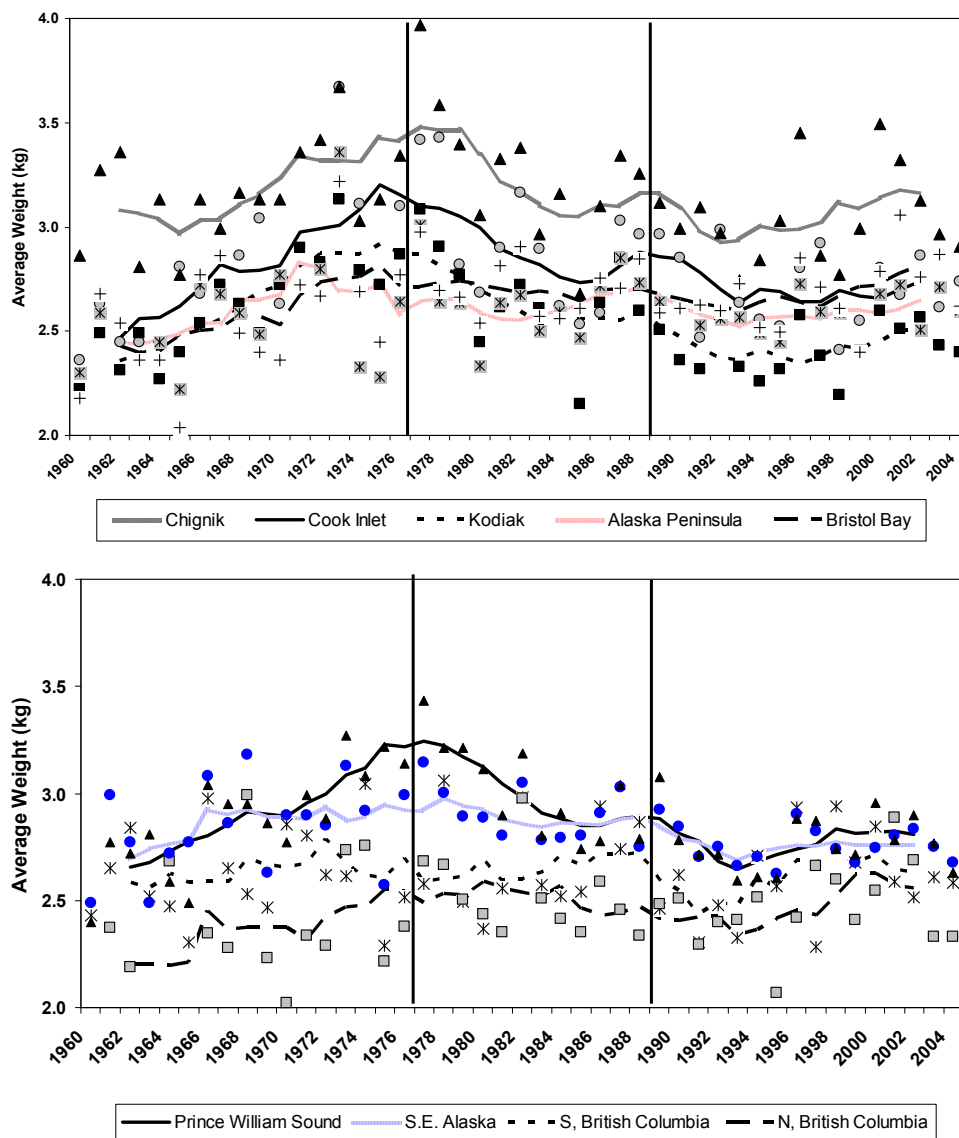 4.0
3.5
3.0
2.5
2.0
Average Weight (kg)
1960 1962 1964 1966 1968 1970 1972 1974 1976 1978 1980 1982 1984 1986 1988 1990 1992 1994 1996 1998 2000 2002 2004
Chignik Cook Inlet Kodiak Alaska Peninsula Bristol Bay
4.0
3.5
3.0
2.5
2.0
Average Weight (kg)
1960 1962 1964 1966 1968 1970 1972 1974 1976 1978 1980 1982 1984 1986 1988 1990 1992 1994 1996 1998 2000 2002 2004
Prince William Sound S.E. Alaska S, British Columbia N, British Columbia